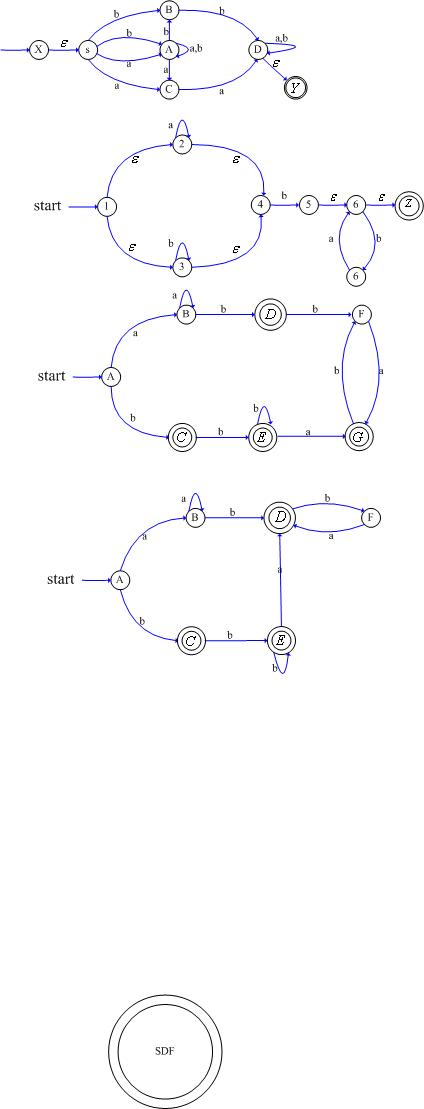 b B b
b b a,b
X ε s A a,b D
a a ε
a C a Y
a 2
ε ε
start 1 4 b 5 ε 6 ε Z
ε b ε a b
3 6
a
B b D b F
a
start A b a
b b
C b E a G
a
B b D b F
a a
start A a
b
C b E
b
SDF